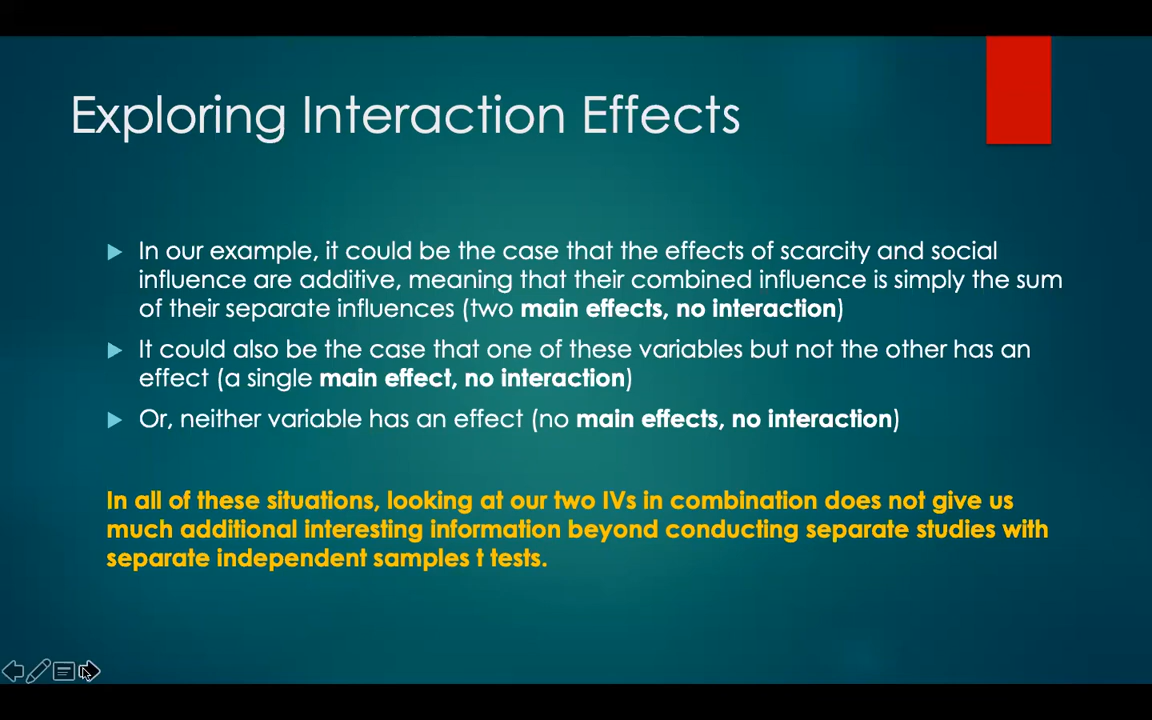 Exploring Interaction Effects
In our example, it could be the case that the effects of scarcity and social
influence are additive, meaning that their combined influence is simply the sum
of their separate influences (two main effects, no interaction)
It could also be the case that one of these variables but not the other has an
effect (a single main effect, no interaction)
Or, neither variable has an effect (no main effects, no interaction)
In all of these situations, looking at our two IVs in combination does not give us
much additional interesting information beyond conducting separate studies with
separate independent samples t tests.